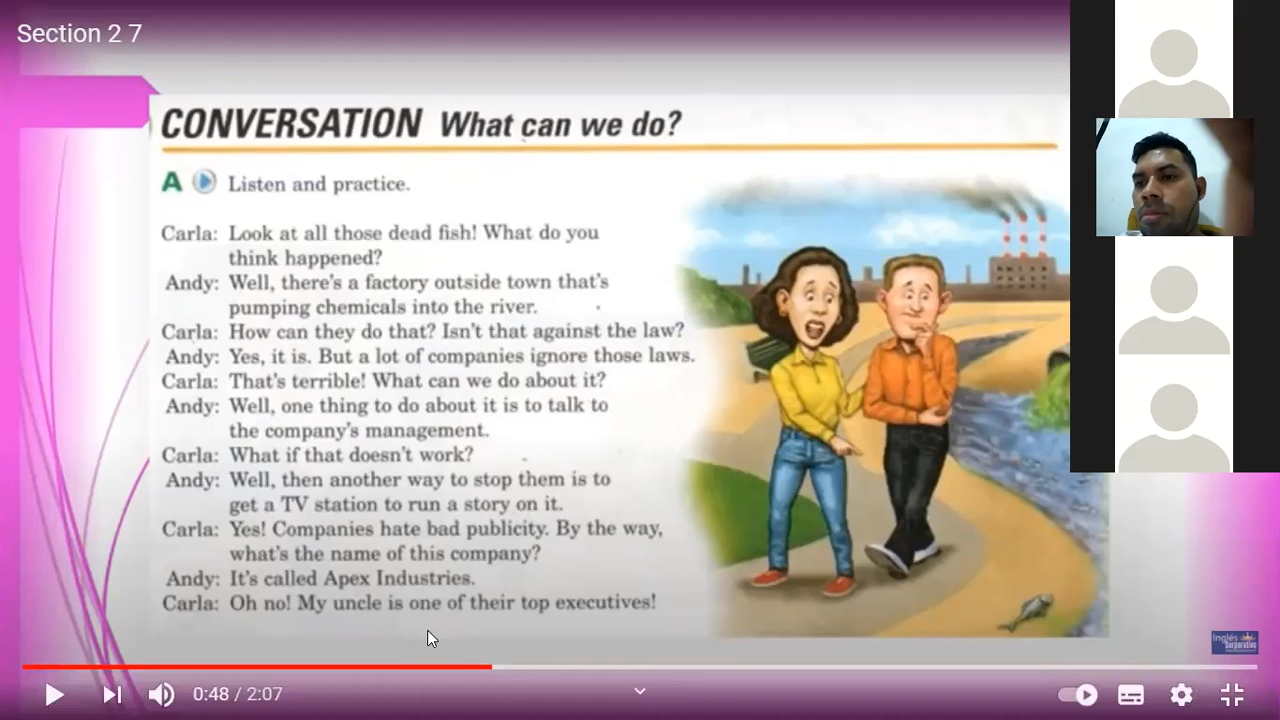 Section 2 7
CONVERSATION What can we do?
A Listen and practice.
Carla: Look at all those dead fish! What do you
think happened?
Andy: Well, there's a factory outside town that's
pumping chemicals into the river.
Carla: How can they do that? Isn't that against the law?
Andy: Yes, it is. But a lot of companies ignore those laws.
Carla: That's terrible! What can we do about it?
Andy: Well, one thing to do about it is to talk to
the company's management.
Carla: What if that doesn't work?
Andy: Well, then another way to stop them is to
get a TV station to run a story on it.
Carla: Yes! Companies hate bad publicity. By the way,
what's the name of this company?
Andy: It's called Apex Industries.
Carla: Oh no! My uncle is one of their top executives!
Inglés
Corporativo
0:48 / 2:07